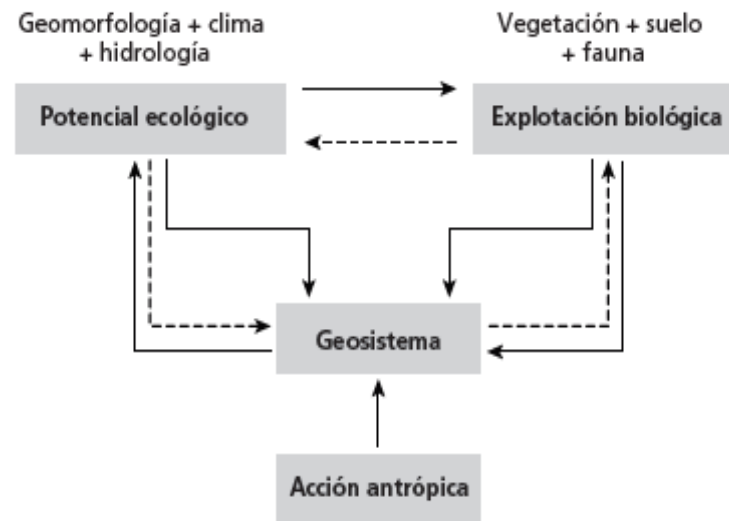 Geomorfología + clima
+ hidrología
Potencial ecológico
Vegetación + suelo
+ fauna
Explotación biológica
Geosistema
Acción antrópica